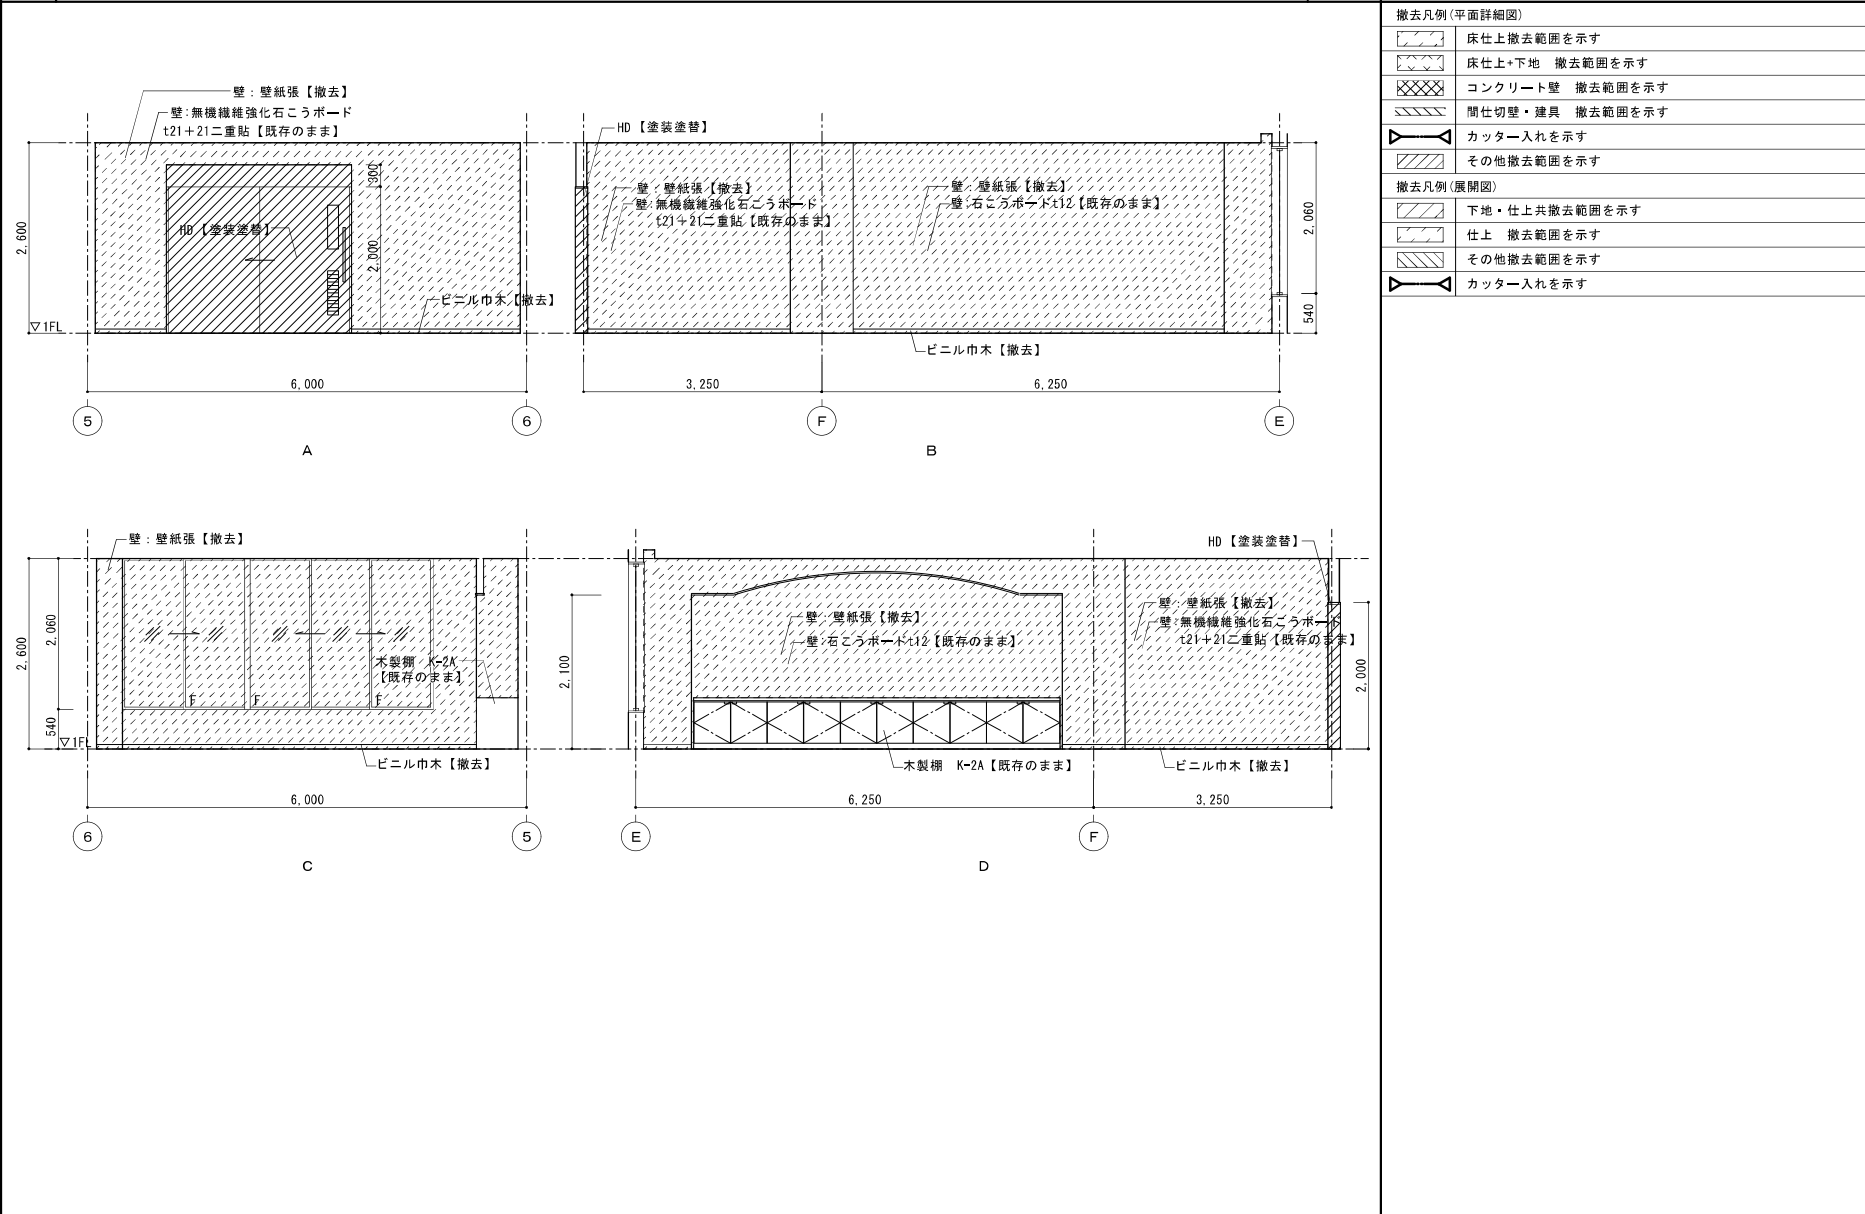 壁：壁紙張【撤去】
壁：無機繊維強化石こうボード
t21＋21二重貼【既存のまま】
HD【塗装塗替】
300
2,000
2,600
▽1FL
ビニル巾木【撤去】
6,000
5
6
A
HD【塗装塗替】
壁：壁紙張【撤去】
壁：無機繊維強化石こうボード
t21＋21二重貼【既存のまま】
壁：壁紙張【撤去】
壁：石こうボードt12【既存のまま】
2,060
540
ビニル巾木【撤去】
3,250
6,250
F
E
B
壁：壁紙張【撤去】
2,600
2,060
540
▽1FL
木製棚　K-2A
【既存のまま】
F
F
F
ビニル巾木【撤去】
6,000
6
5
C
HD【塗装塗替】
2,100
壁：壁紙張【撤去】
壁：石こうボードt12【既存のまま】
壁：壁紙張【撤去】
壁：無機繊維強化石こうボード
t21＋21二重貼【既存のまま】
2,000
木製棚　K-2A【既存のまま】
ビニル巾木【撤去】
6,250
3,250
E
F
D
撤去凡例(平面詳細図)
床仕上撤去範囲を示す
床仕上+下地　撤去範囲を示す
コンクリート壁　撤去範囲を示す
間仕切壁・建具　撤去範囲を示す
カッター入れを示す
その他撤去範囲を示す
撤去凡例(展開図)
下地・仕上共撤去範囲を示す
仕上　撤去範囲を示す
その他撤去範囲を示す
カッター入れを示す